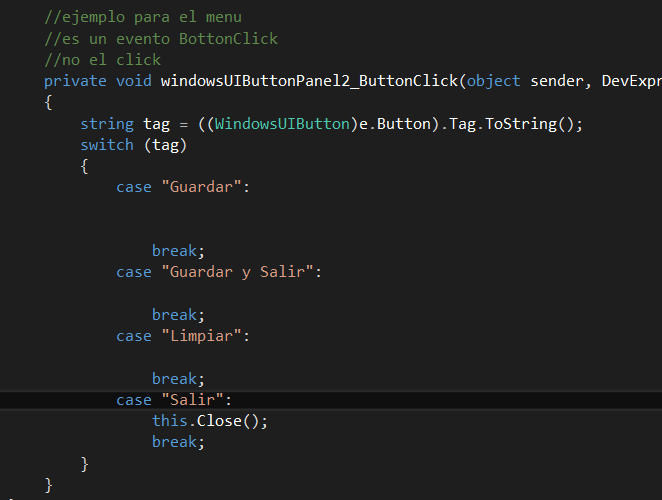 //ejemplo para el menu
//es un evento BottonClick
//no el click
private void windowsUIButtonPanel2_ButtonClick(object sender, DevExpr
{
string tag = ((WindowsUIButton)e.Button).Tag.ToString();
switch (tag)
{
case "Guardar":
break;
case "Guardar y Salir":
break;
case "Limpiar":
break;
case "Salir":
this.Close();
break;
}
}